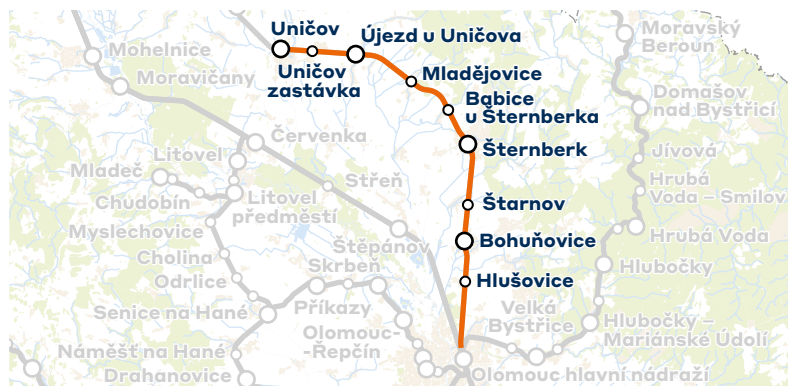 Uničov
Újezd u Uničova
Uničov
zastávka
Mladějovice
Babice
u Šternberka
Šternberk
Štarnov
Bohuňovice
Hlušovice
Mohelnice
Moravičany
Červenka
Litovel
Mladeč
Chudobín
Litovel
předměstí
Střeň
Myslechovice
Cholina
Odrlice
Štěpánov
Skrbeň
Senice na Hané
Příkazy
Olomouc-
-Řepčín
Náměšť na Hané
Drahanovice
Moravský
Beroun
Domašov
nad Bystřicí
Jívová
Hrubá
Voda – Smilov
Hrubá Voda
Hlubočky
Velká
Bystřice
Hlubočky –
Mariánské Údolí
Olomouc hlavní nádraží